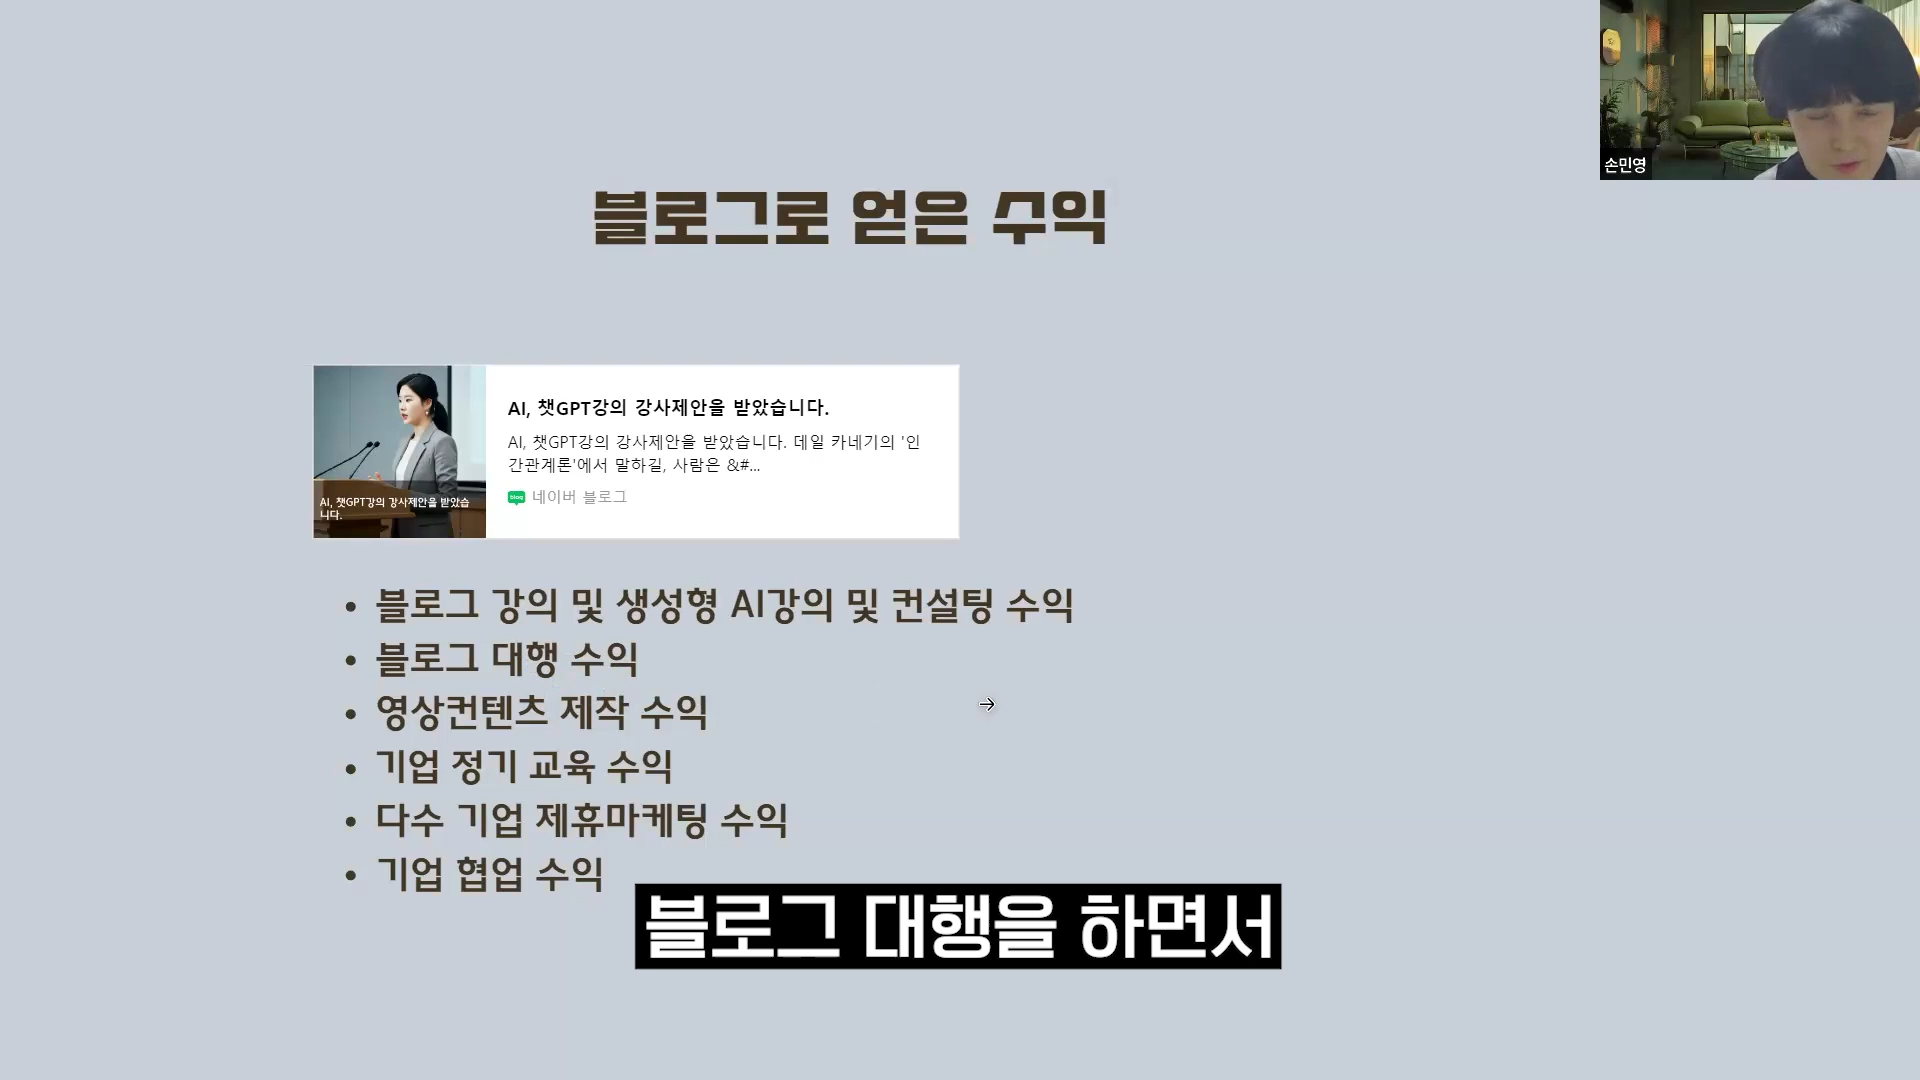 손민영
블로그로 얻은 수익
AI, 챗GPT강의 강사제안을 받았습니다.
AI, 챗GPT강의 강사제안을 받았습니다. 데일 카네기의 '인
간관계론'에서 말하길, 사람은 &#...
blog 네이버 블로그
AI, 챗GPT강의 강사제안을 받았습
니다.
• 블로그 강의 및 생성형 AI강의 및 컨설팅 수익
• 블로그 대행 수익
• 영상컨텐츠 제작 수익
• 기업 정기 교육 수익
• 다수 기업 제휴마케팅 수익
• 기업 협업 수익
블로그 대행을 하면서